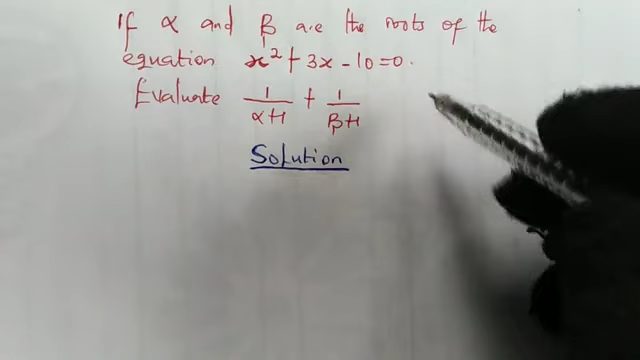 If α and β are the roots of the
equation x² + 3x - 10 = 0.
Evaluate 1/(α+1) + 1/(β+1)
Solution